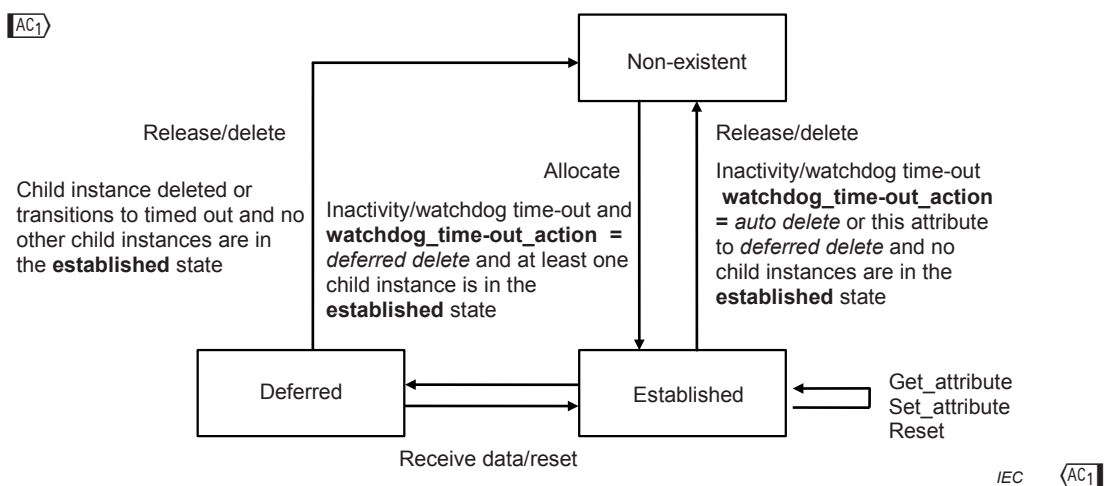 AC1
Non-existent
Release/delete
Child instance deleted or
transitions to timed out and no
other child instances are in
the established state
Allocate
Inactivity/watchdog time-out and
watchdog_time-out_action =
deferred delete and at least one
child instance is in the
established state
Release/delete
Inactivity/watchdog time-out
watchdog_time-out_action
= auto delete or this attribute
to deferred delete and no
child instances are in the
established state
Deferred
Established
Get_attribute
Set_attribute
Reset
Receive data/reset
IEC
AC1